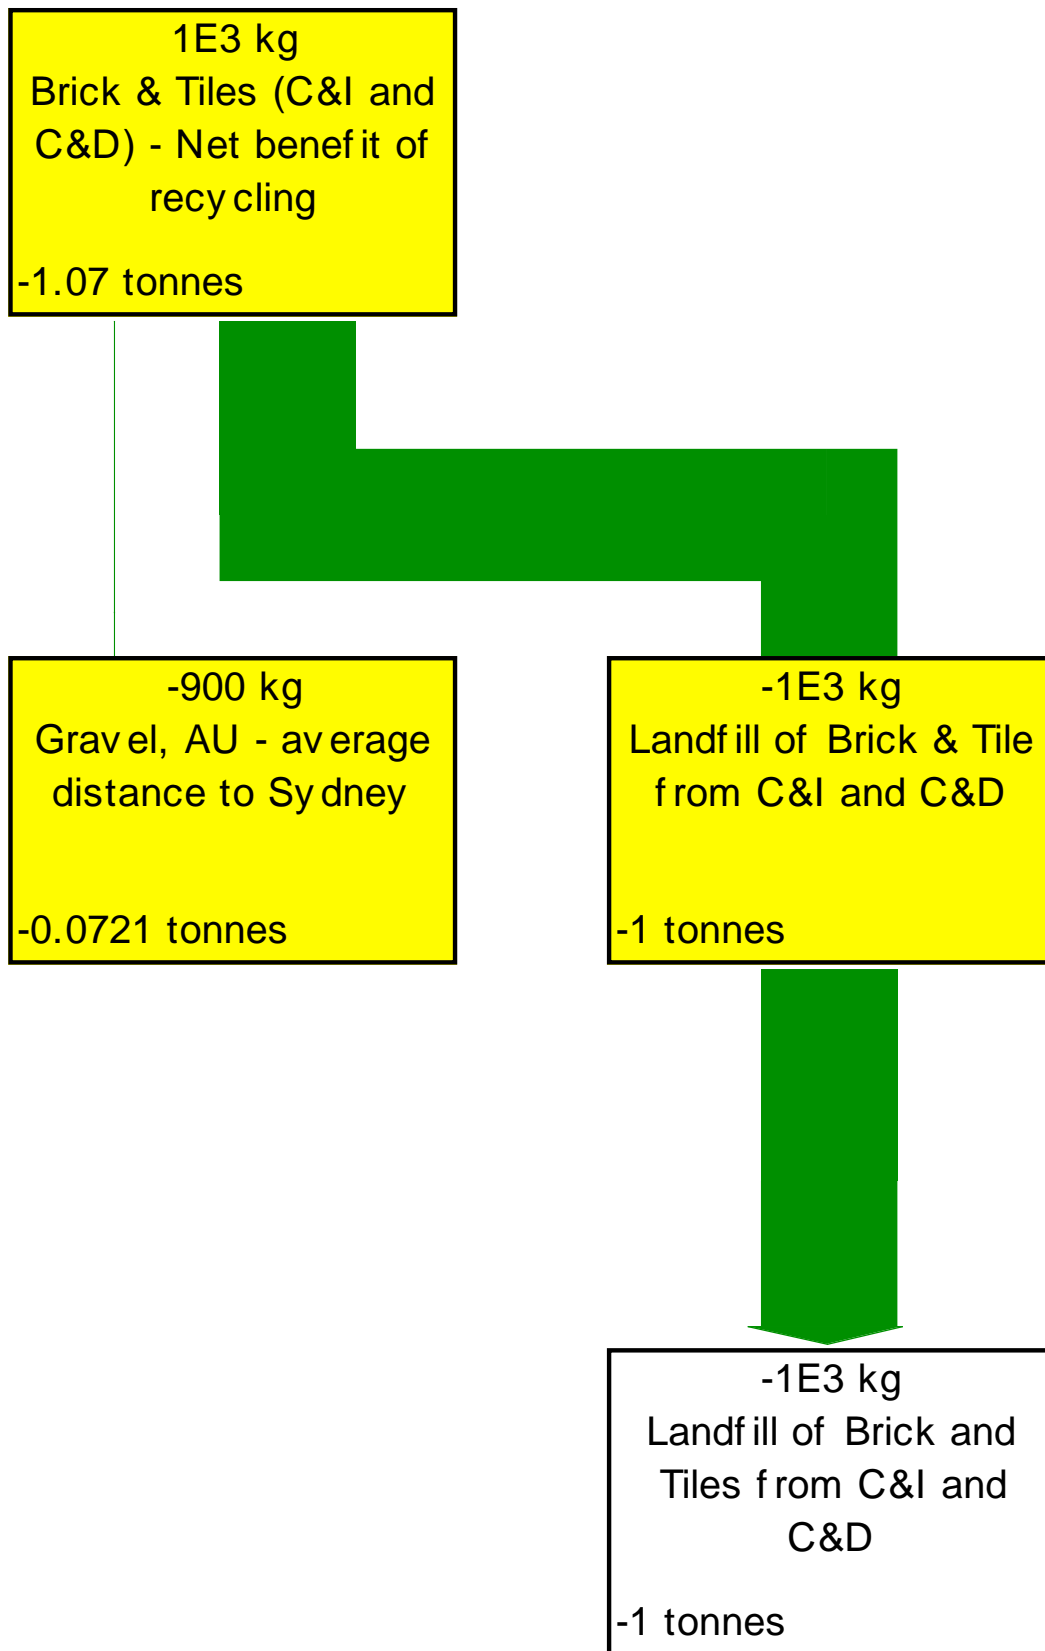 1E3 kg
Brick & Tiles (C&I and
C&D) - Net benefit of
recycling
-1.07 tonnes
-900 kg
Gravel, AU - average
distance to Sydney
-0.0721 tonnes
-1E3 kg
Landfill of Brick & Tile
from C&I and C&D
-1 tonnes
-1E3 kg
Landfill of Brick and
Tiles from C&I and
C&D
-1 tonnes